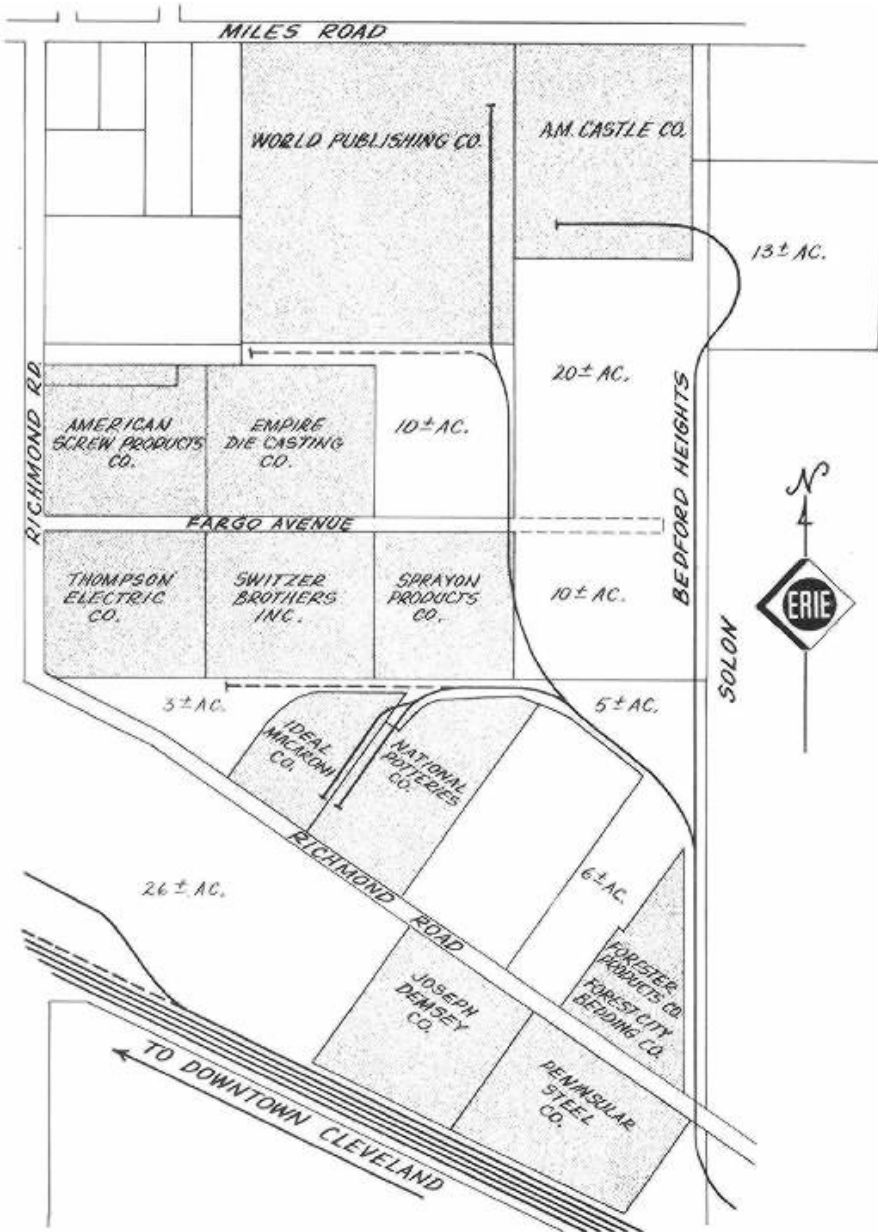 MILES ROAD
WORLD PUBLISHING CO.
A.M. CASTLE CO.
13± AC.
RICHMOND RD.
20± AC.
BEDFORD HEIGHTS
AMERICAN
SCREW PRODUCTS
CO.
EMPIRE
DIE CASTING
CO.
10± AC.
N
FARGO AVENUE
THOMPSON
ELECTRIC
CO.
SWITZER
BROTHERS
INC.
SPRAYON
PRODUCTS
CO.
10± AC.
ERIE
SOLON
3± AC.
5± AC.
IDEAL
MACARONI
CO.
NATIONAL
POTTERIES
CO.
RICHMOND ROAD
26± AC.
6± AC.
FORISTER
PRODUCTS CO.
FOREST CITY
BEDDING CO.
JOSEPH
DEMSEY
CO.
PENINSULAR
STEEL
CO.
TO DOWNTOWN CLEVELAND